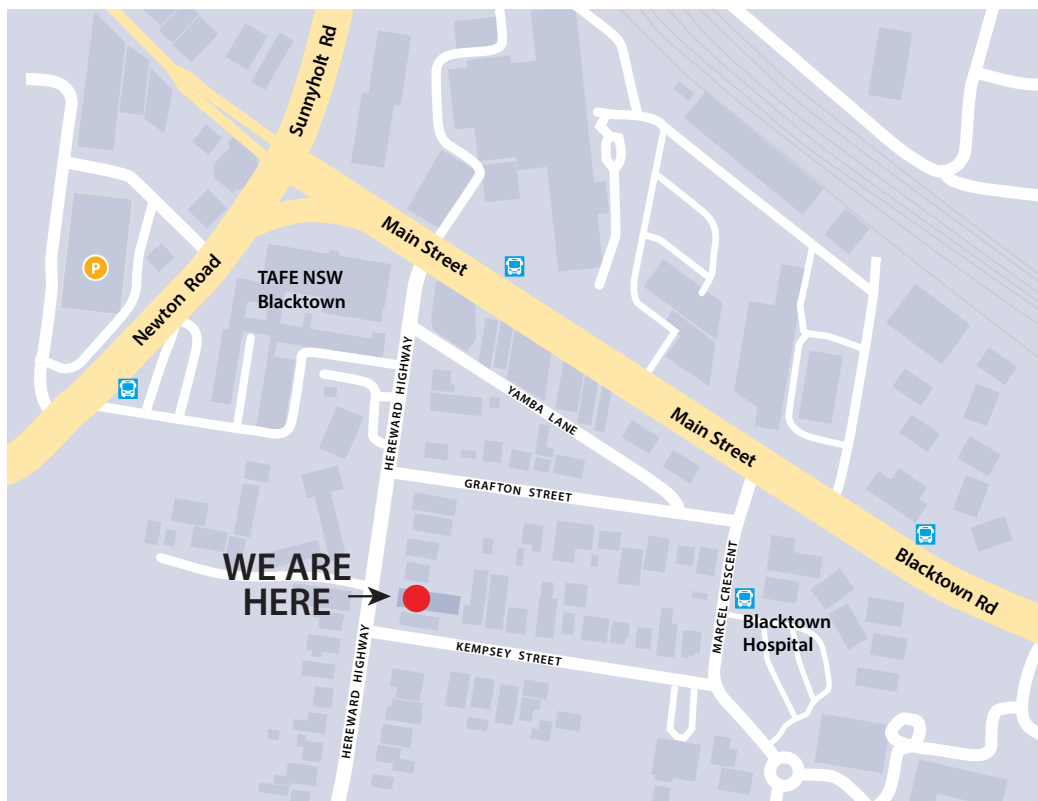 Sunnyholt Rd
Main Street
TAFE NSW
Blacktown
Newton Road
P
HEREWARD HIGHWAY
YAMBA LANE
Main Street
GRAFTON STREET
WE ARE
HERE
MARCEL CRESCENT
Blacktown Rd
Blacktown
Hospital
KEMPSEY STREET
HEREWARD HIGHWAY